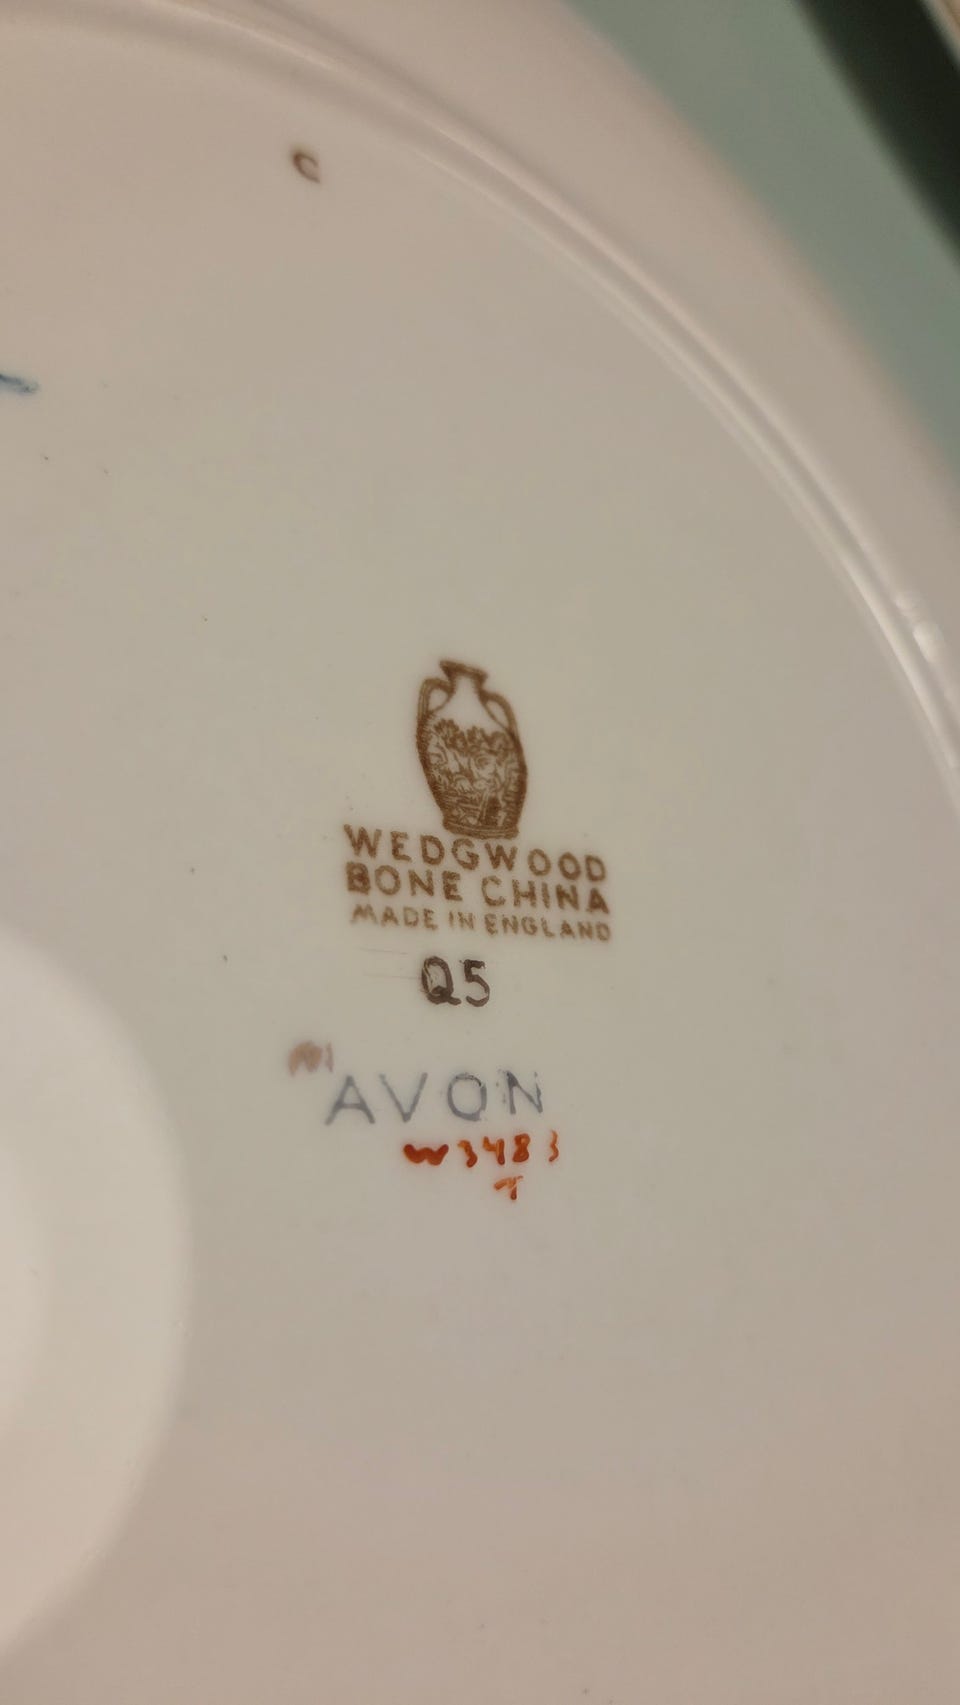 C
WEDGWOOD
BONE CHINA
MADE IN ENGLAND
Q5
AVON
W3483
T